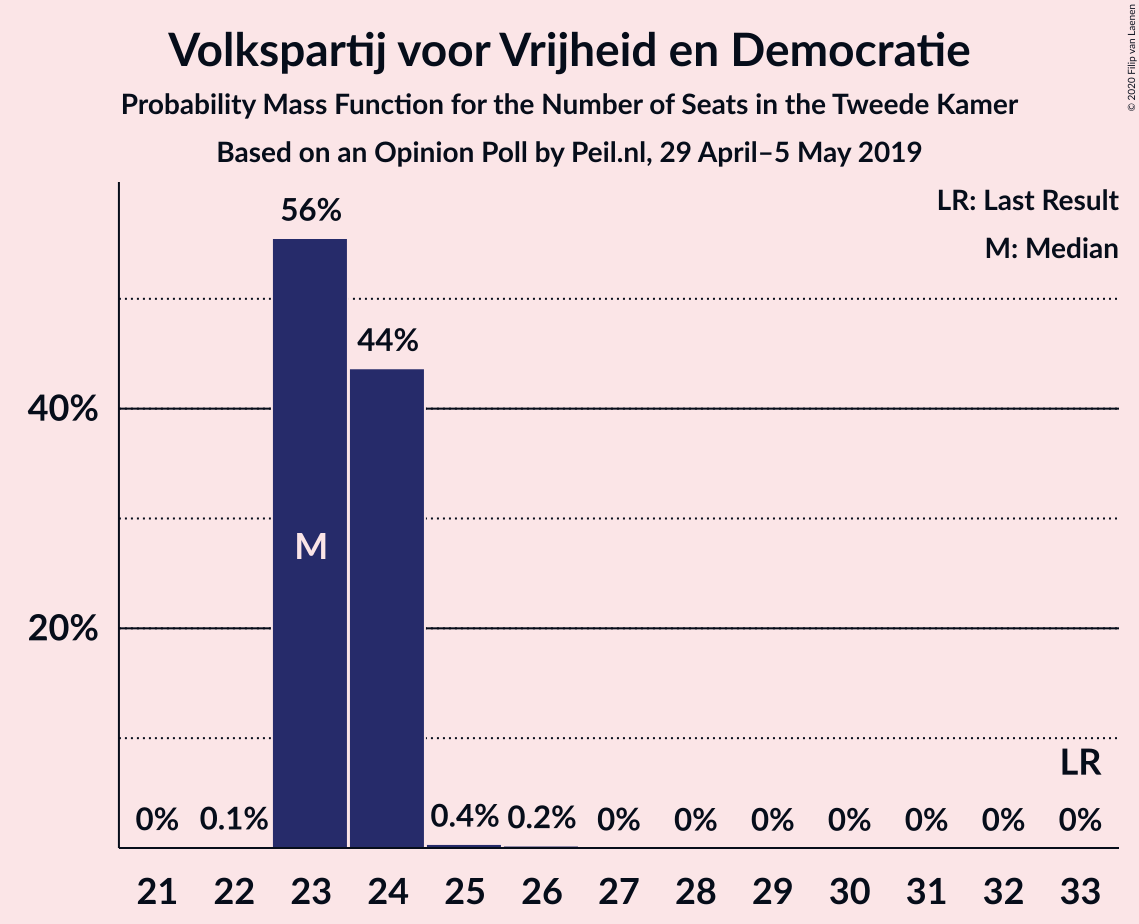 Volkspartij voor Vrijheid en Democratie
Probability Mass Function for the Number of Seats in the Tweede Kamer
Based on an Opinion Poll by Peil.nl, 29 April–5 May 2019
© 2020 Filip van Laenen
LR: Last Result
M: Median
56%
44%
40%
M
20%
LR
0% 0.1% 0.4% 0.2% 0% 0% 0% 0% 0% 0% 0%
21 22 23 24 25 26 27 28 29 30 31 32 33